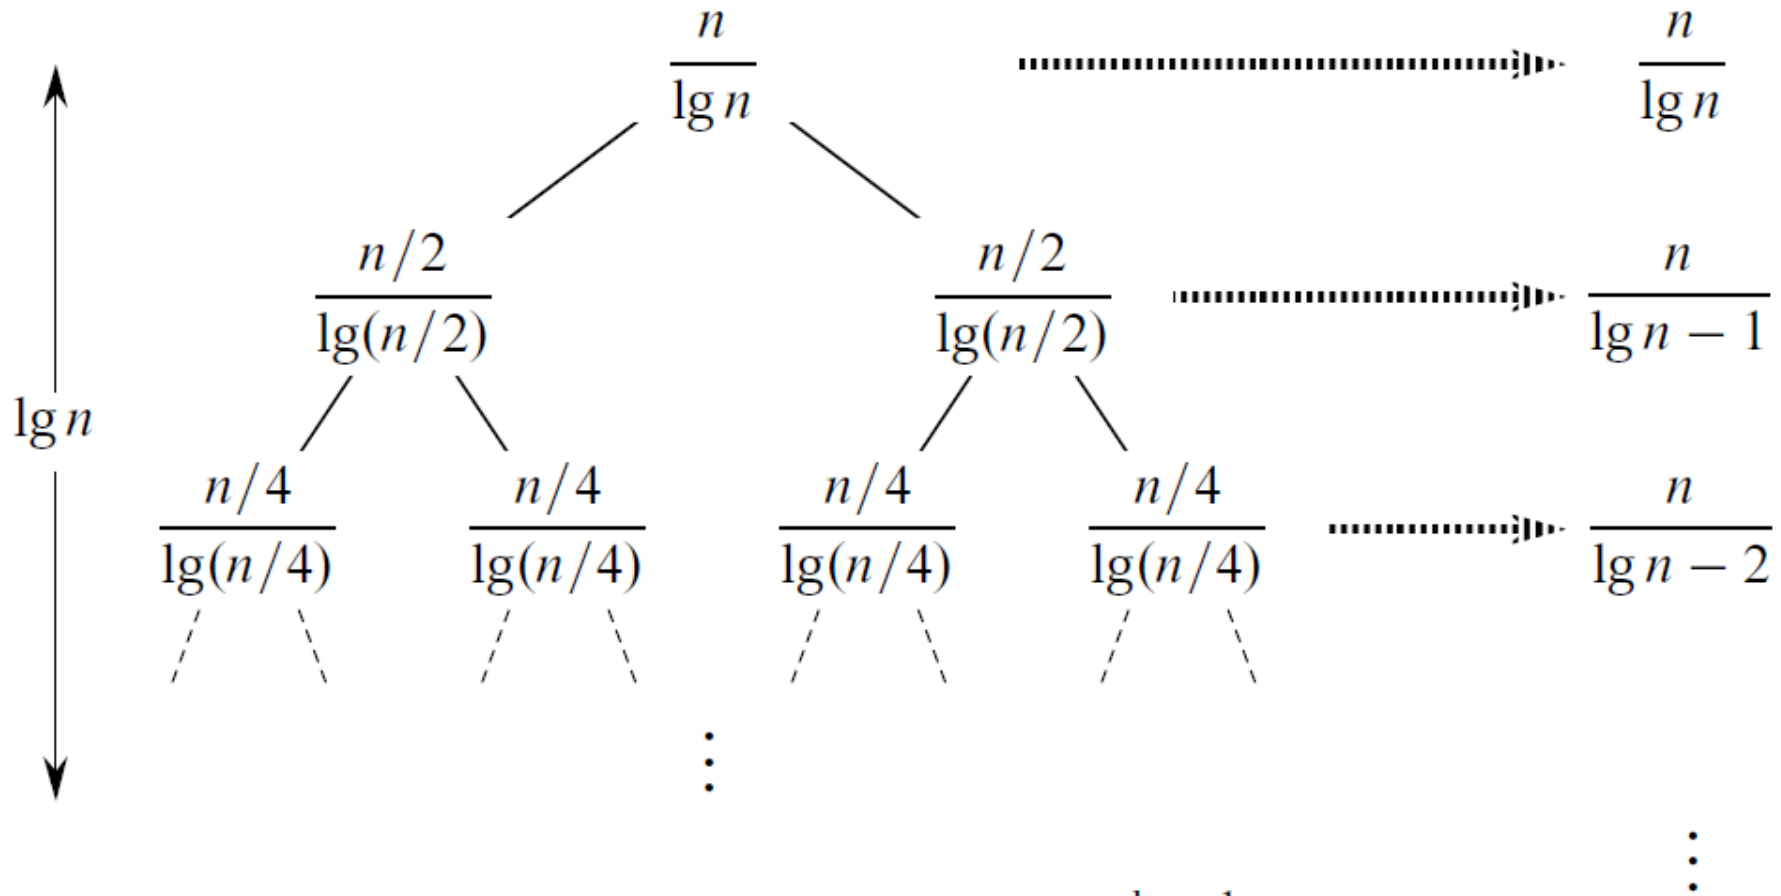 n n
lg n lg n
n/2 n/2 n
lg(n/2) lg(n/2) lg n − 1
lg n
n/4 n/4 n/4 n/4 n
lg(n/4) lg(n/4) lg(n/4) lg(n/4) lg n − 2
⋮
⋮